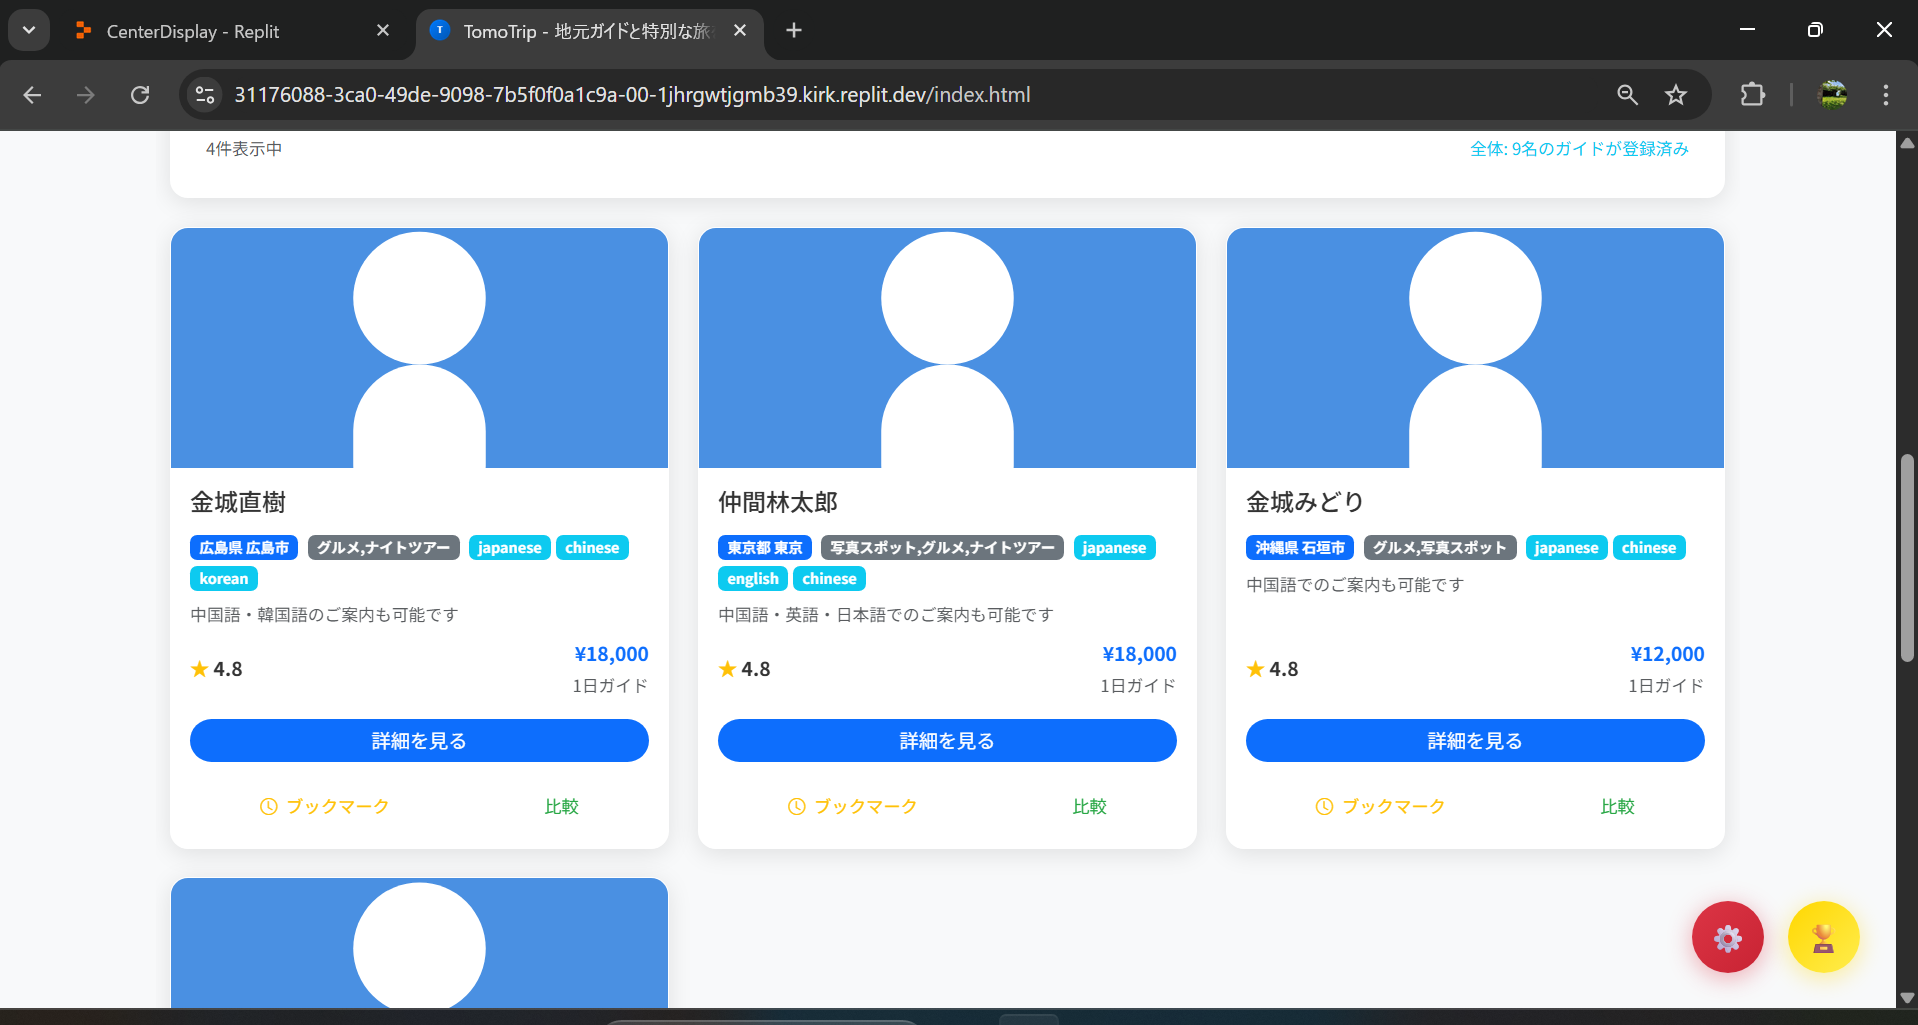 CenterDisplay - Replit
TomoTrip - 地元ガイドと特別な旅
31176088-3ca0-49de-9098-7b5f0f0a1c9a-00-1jhrgwtjgmb39.kirk.replit.dev/index.html
4件表示中
全体: 9名のガイドが登録済み
金城直樹
広島県 広島市 グルメ,ナイトツアー japanese chinese
korean
中国語・韓国語のご案内も可能です
★ 4.8
¥18,000
1日ガイド
詳細を見る
ブックマーク 比較
仲間林太郎
東京都 東京 写真スポット,グルメ,ナイトツアー japanese
english chinese
中国語・英語・日本語でのご案内も可能です
★ 4.8
¥18,000
1日ガイド
詳細を見る
ブックマーク 比較
金城みどり
沖縄県 石垣市 グルメ,写真スポット japanese chinese
中国語でのご案内も可能です
★ 4.8
¥12,000
1日ガイド
詳細を見る
ブックマーク 比較